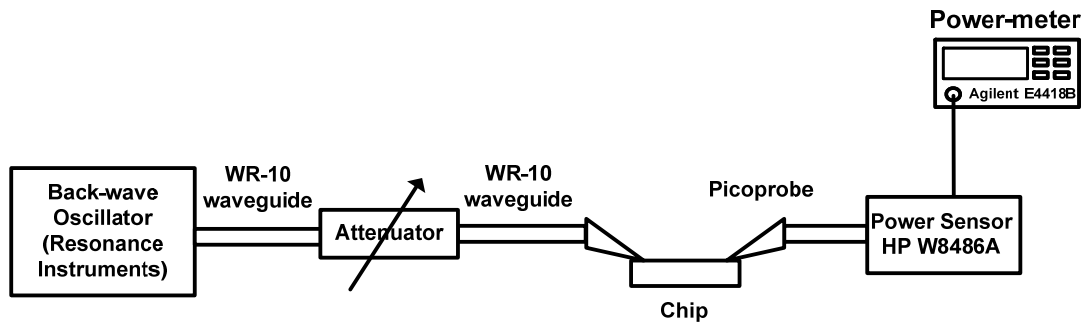 Power-meter
Agilent E4418B
WR-10
waveguide
WR-10
waveguide
Picoprobe
Back-wave
Oscillator
(Resonance
Instruments)
Attenuator
Power Sensor
HP W8486A
Chip